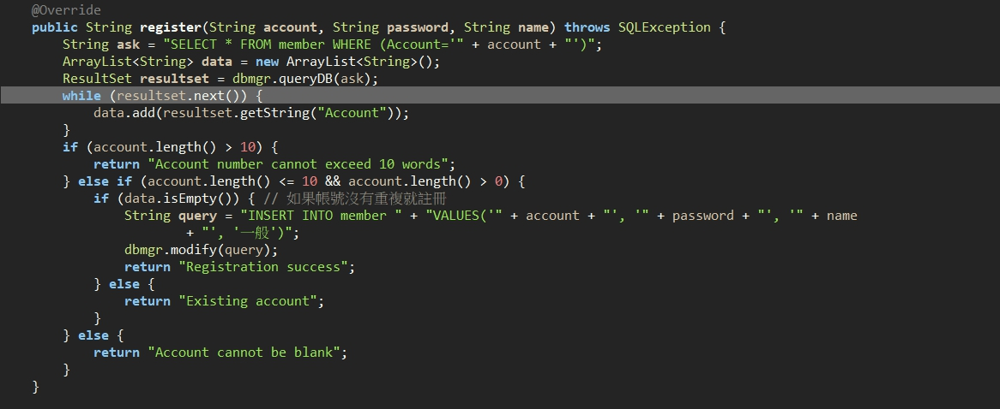 @Override
public String register(String account, String password, String name) throws SQLException {
String ask = "SELECT * FROM member WHERE (Account='" + account + "')";
ArrayList<String> data = new ArrayList<String>();
ResultSet resultset = dbmgr.queryDB(ask);
while (resultset.next()) {
data.add(resultset.getString("Account"));
}
if (account.length() > 10) {
return "Account number cannot exceed 10 words";
} else if (account.length() <= 10 && account.length() > 0) {
if (data.isEmpty()) { // 如果帳號沒有重複就註冊
String query = "INSERT INTO member " + "VALUES('" + account + "', '" + password + "', '" + name
+ "', '一般')";
dbmgr.modify(query);
return "Registration success";
} else {
return "Existing account";
}
} else {
return "Account cannot be blank";
}
}